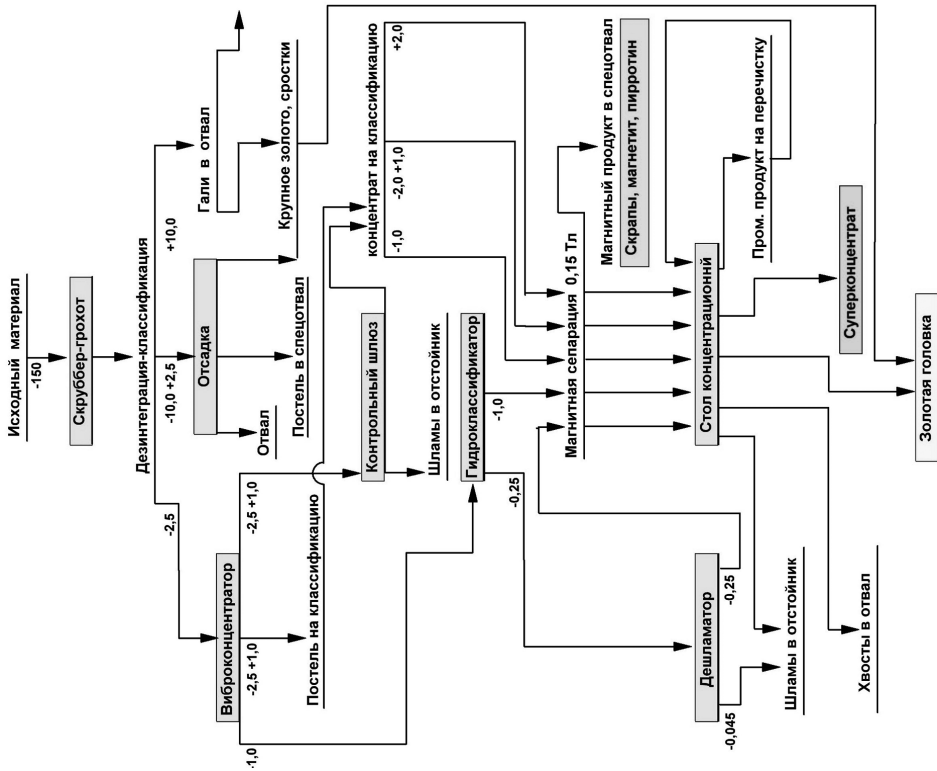 Исходный материал
-150
Скруббер-грохот
Дезинтеграция-классификация
-2,5
-10,0 +2,5
+10,0
Гали в отвал
Отсадка
Отвал
Постель в спецотвал
Крупное золото, сростки
Виброконцентратор
-1,0
-2,5 +1,0
-2,5 +1,0
Постель на классификацию
Контрольный шлюз
Шламы в отстойник
концентрат на классификацию
-1,0
-2,0 +1,0
+2,0
Гидроклассификатор
-0,25
-1,0
Магнитная сепарация 0,15 Тл
Магнитный продукт в спецотвал
Скрапы, магнетит, пирротин
Дешламатор
-0,045
-0,25
Стол концентрационнй
Пром. продукт на перечистку
Шламы в отстойник
Хвосты в отвал
Суперконцентрат
Золотая головка